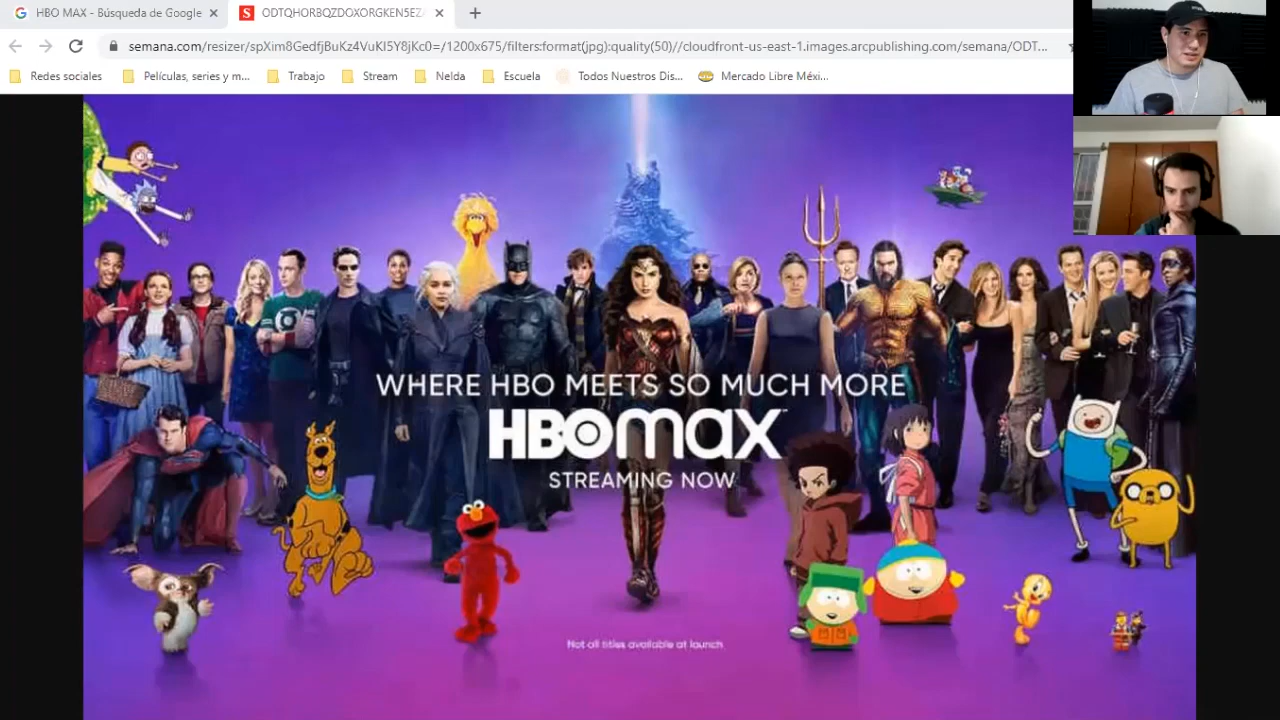 HBO MAX - Búsqueda de Google
ODTQHORBQZDOXORGKEN5EZ
semana.com/resizer/spXim8GedfjBuKz4VuKI5Y8jKc0=/1200x675/filters:format(jpg):quality(50)//cloudfront-us-east-1.images.arcpublishing.com/semana/ODT...
Redes sociales
Películas, series y m...
Trabajo
Stream
Nelda
Escuela
Todos Nuestros Dis...
Mercado Libre Méxi...
WHERE HBO MEETS SO MUCH MORE
HBOMAX
STREAMING NOW
Not all titles available at launch